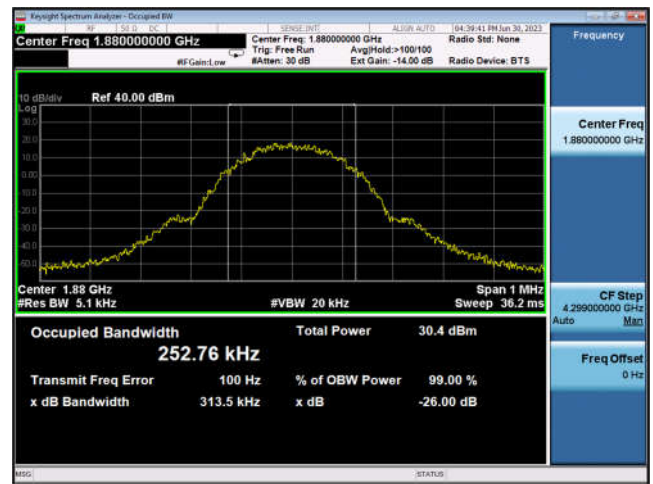 Keysight Spectrum Analyzer - Occupied BW
RF 50 Ω DC SENSE:INT ALIGN AUTO 04:39:41 PM Jun 30, 2023
Center Freq 1.880000000 GHz
Center Freq: 1.880000000 GHz Radio Std: None
Trig: Free Run Avg|Hold:>100/100
#IFGain:Low #Atten: 30 dB Ext Gain: -14.00 dB Radio Device: BTS
Frequency
10 dB/div Ref 40.00 dBm
Log
30.0
20.0
10.0
0.00
-10.0
-20.0
-30.0
-40.0
-50.0
Center 1.88 GHz Span 1 MHz
#Res BW 5.1 kHz #VBW 20 kHz Sweep 36.2 ms
Occupied Bandwidth Total Power 30.4 dBm
252.76 kHz
Transmit Freq Error 100 Hz % of OBW Power 99.00 %
x dB Bandwidth 313.5 kHz x dB -26.00 dB
Center Freq
1.880000000 GHz
CF Step
4.299000000 GHz
Auto Man
Freq Offset
0 Hz
MSG STATUS